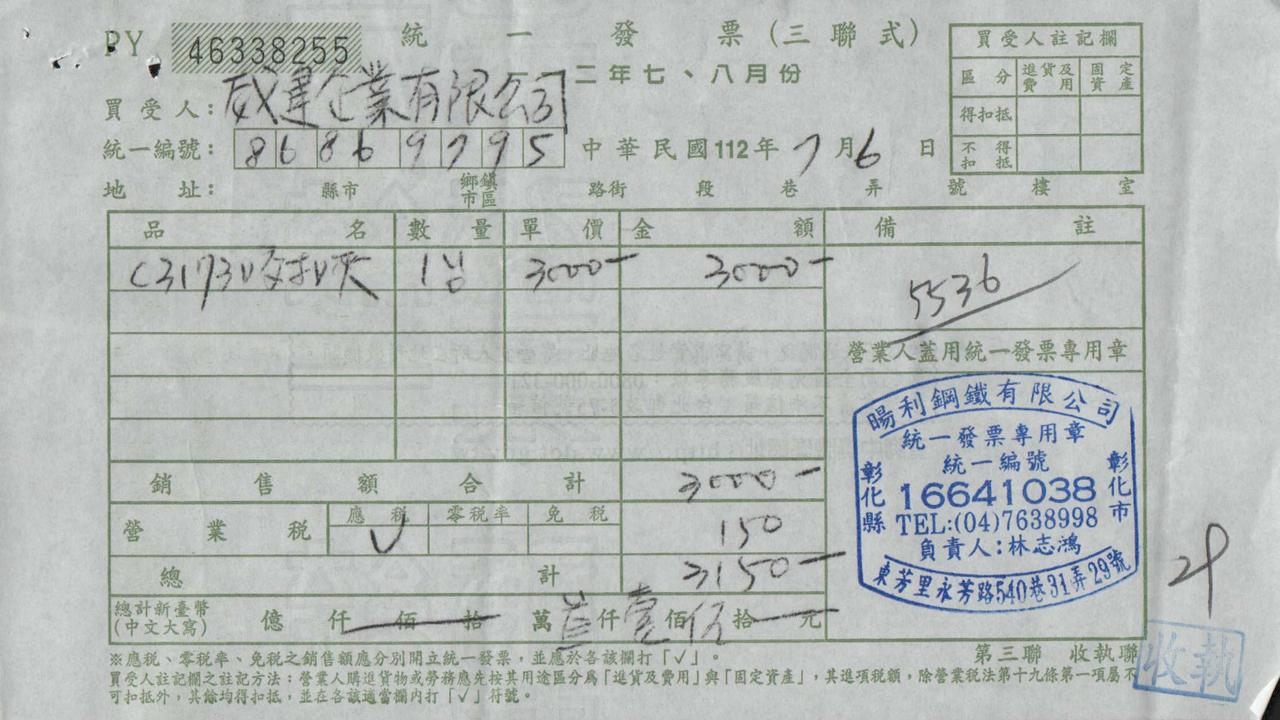 PY 46338255 統一發票(三聯式)
一一二年七、八月份
買受人註記欄
區分 進貨及費用 固定資產
得扣抵
不得扣抵
買受人:威建企業有限公司
統一編號:86869795 中華民國112年7月6日
地址: 縣市 鄉鎮市區 路街 段 巷 弄 號 樓 室
品名 數量 單價 金額 備註
3000- 3000- 5536
營業人蓋用統一發票專用章
暘利鋼鐵有限公司
統一發票專用章
統一編號
彰化縣 16641038 彰化市
TEL:(04)7638998
負責人:林志鴻
東芳里永芳路540巷31弄29號
銷售額合計 3000-
營業稅 應稅 零稅率 免稅 150
V
總計 3150-
總計新臺幣(中文大寫) 億 仟 佰 拾 萬 叁 仟 壹 佰 伍 拾 元
※應稅、零稅率、免稅之銷售額應分別開立統一發票,並應於各該欄打「√」。
第三聯 收執聯
收執
買受人註記欄之註記方法:營業人購進貨物或勞務應先按其用途區分為「進貨及費用」與「固定資產」,其進項稅額,除營業稅法第十九條第一項屬不
可扣抵外,其餘均得扣抵,並在各該適當欄內打「√」符號。